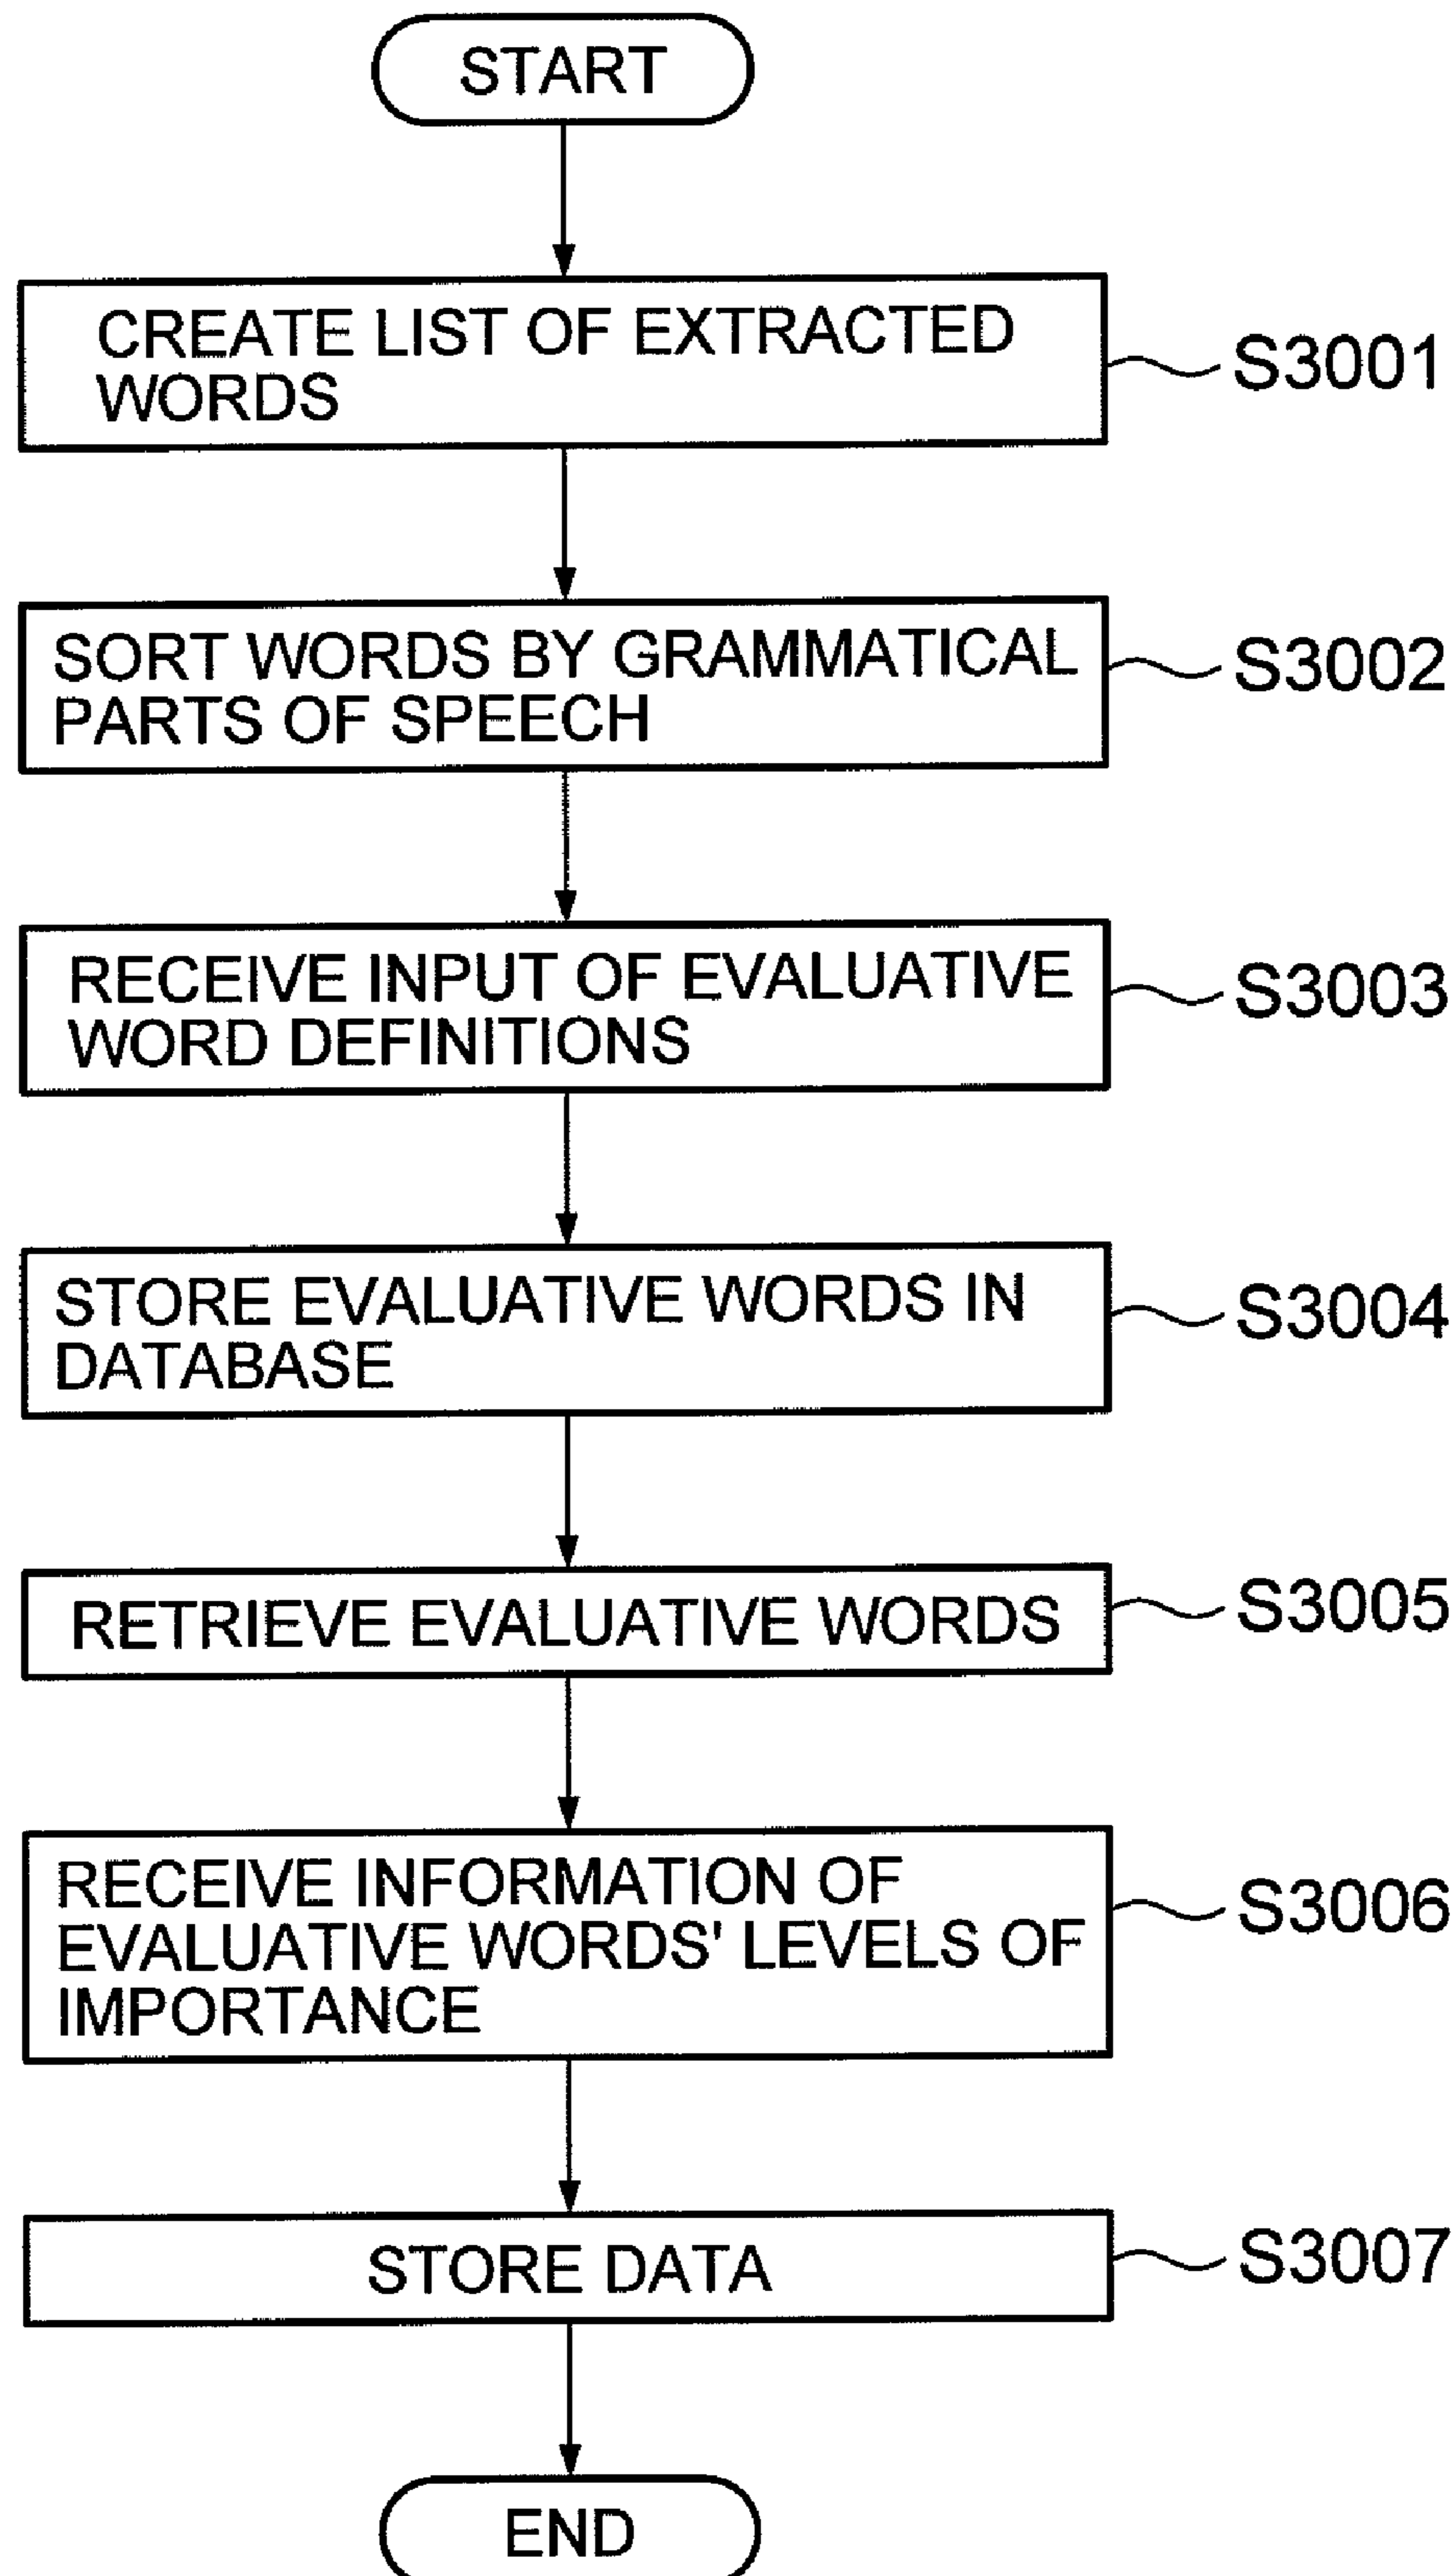 START
CREATE LIST OF EXTRACTED
WORDS
S3001
SORT WORDS BY GRAMMATICAL
PARTS OF SPEECH
S3002
RECEIVE INPUT OF EVALUATIVE
WORD DEFINITIONS
S3003
STORE EVALUATIVE WORDS IN
DATABASE
S3004
RETRIEVE EVALUATIVE WORDS
S3005
RECEIVE INFORMATION OF
EVALUATIVE WORDS' LEVELS OF
IMPORTANCE
S3006
STORE DATA
S3007
END